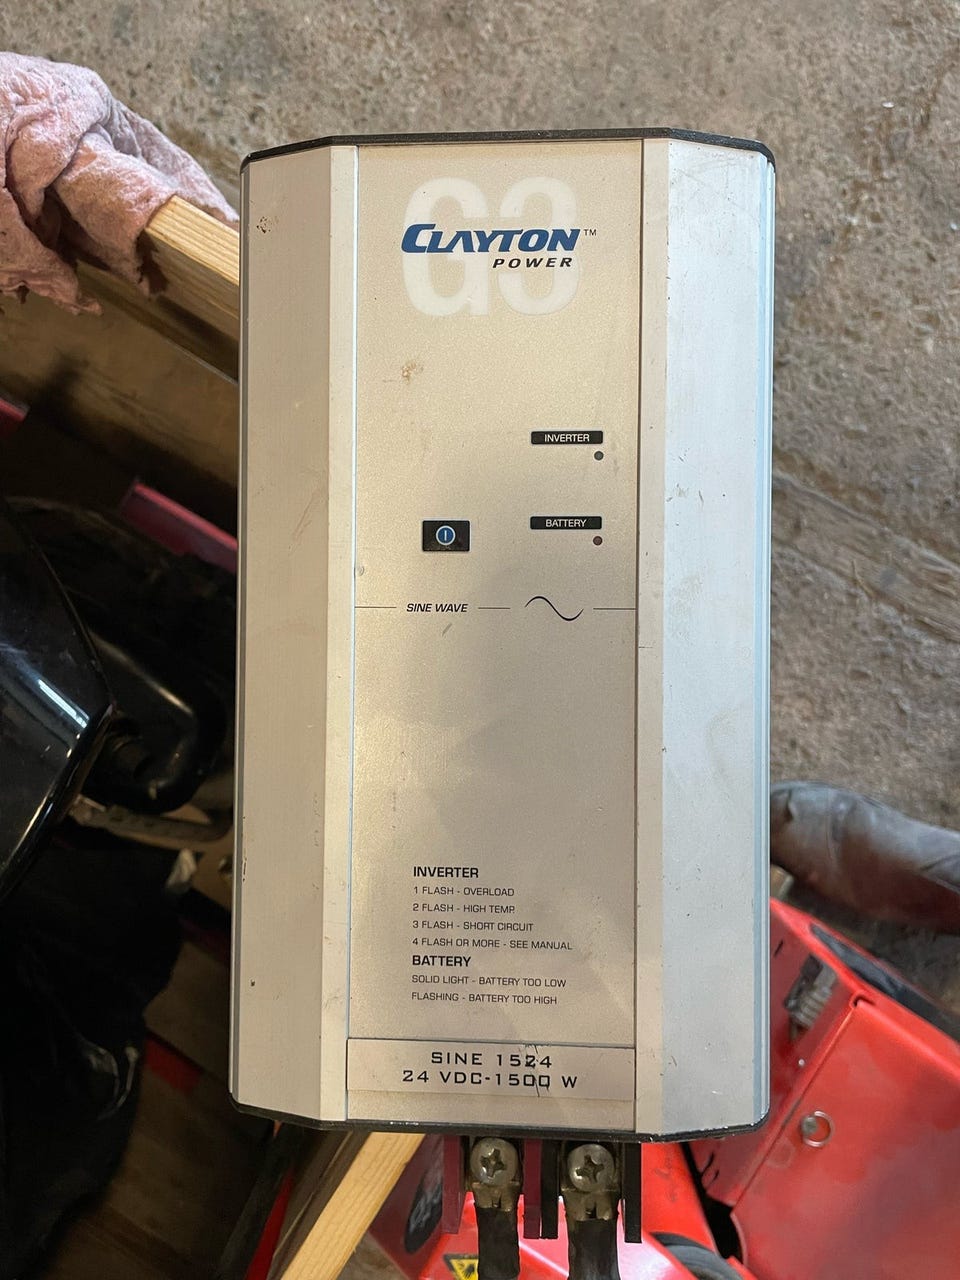 G3
CLAYTON™
POWER
INVERTER
BATTERY
SINE WAVE
INVERTER
1 FLASH - OVERLOAD
2 FLASH - HIGH TEMP.
3 FLASH - SHORT CIRCUIT
4 FLASH OR MORE - SEE MANUAL
BATTERY
SOLID LIGHT - BATTERY TOO LOW
FLASHING - BATTERY TOO HIGH
SINE 1524
24 VDC-1500 W